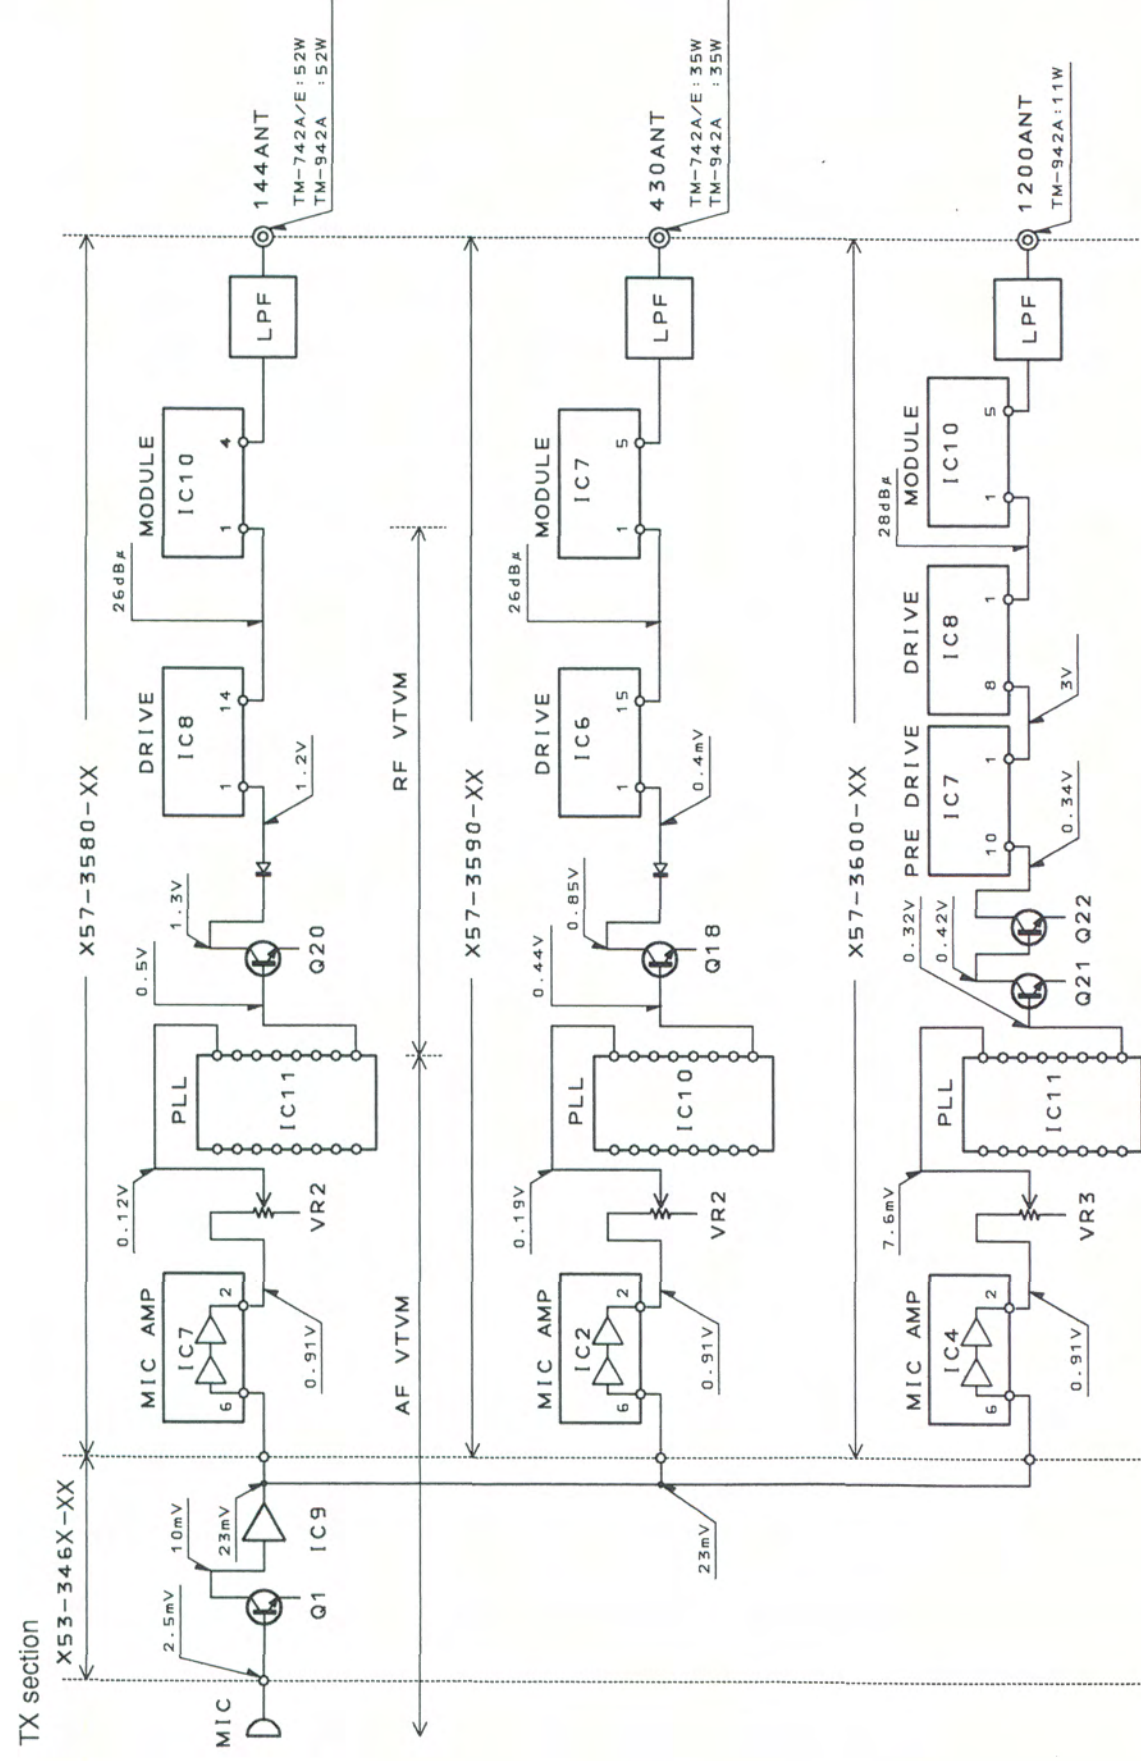 TX section
X53-346X-XX
X57-3580-XX
MIC
2.5mV
Q1
10mV
23mV
IC9
MIC AMP
IC7
6
2
0.91V
0.12V
VR2
PLL
IC11
0.5V
1.3V
Q20
1.2V
DRIVE
IC8
1
14
26dBμ
MODULE
IC10
1
4
LPF
144ANT
TM-742A/E:52W
TM-942A :52W
AF VTVM
RF VTVM
X57-3590-XX
23mV
MIC AMP
IC2
6
2
0.91V
0.19V
VR2
PLL
IC10
0.44V
0.85V
Q18
0.4mV
DRIVE
IC6
1
15
26dBμ
MODULE
IC7
1
5
LPF
430ANT
TM-742A/E:35W
TM-942A :35W
X57-3600-XX
MIC AMP
IC4
6
2
0.91V
7.6mV
VR3
PLL
IC11
0.32V
0.42V
Q21
Q22
0.34V
PRE DRIVE
IC7
10
1
3V
DRIVE
IC8
8
1
28dBμ
MODULE
IC10
1
5
LPF
1200ANT
TM-942A:11W